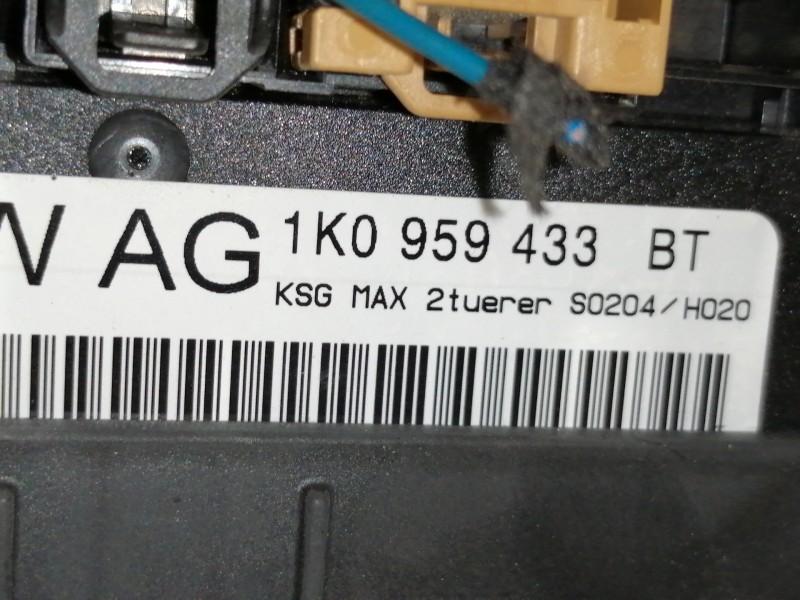 W AG 1K0 959 433 BT
KSG MAX 2tuerer S0204/H020